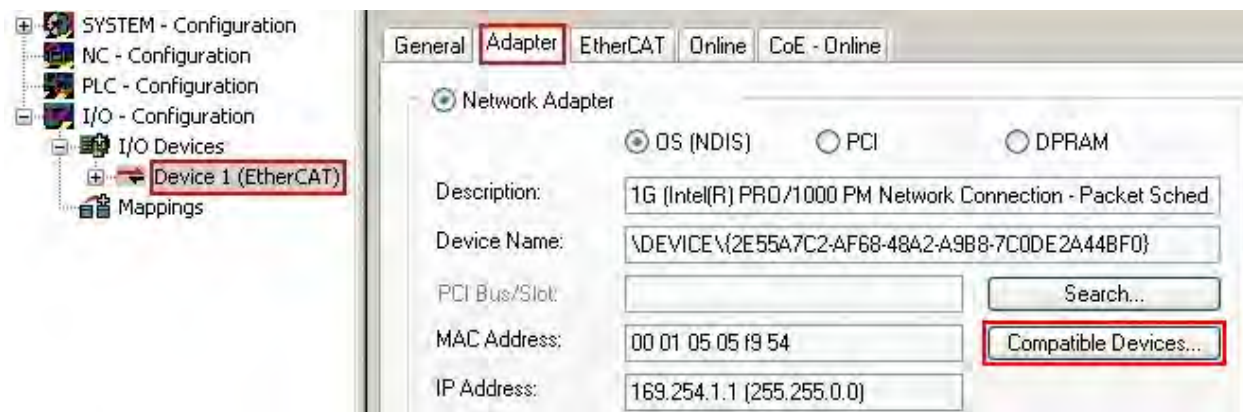 SYSTEM - Configuration
NC - Configuration
PLC - Configuration
I/O - Configuration
I/O Devices
Device 1 (EtherCAT)
Mappings
General Adapter EtherCAT Online CoE - Online
Network Adapter
OS (NDIS) PCI DPRAM
Description: 1G (Intel(R) PRO/1000 PM Network Connection - Packet Sched
Device Name: \DEVICE\{2E55A7C2-AF68-48A2-A9B8-7C0DE2A44BF0}
PCI Bus/Slot: Search...
MAC Address: 00 01 05 05 f9 54 Compatible Devices...
IP Address: 169.254.1.1 (255.255.0.0)